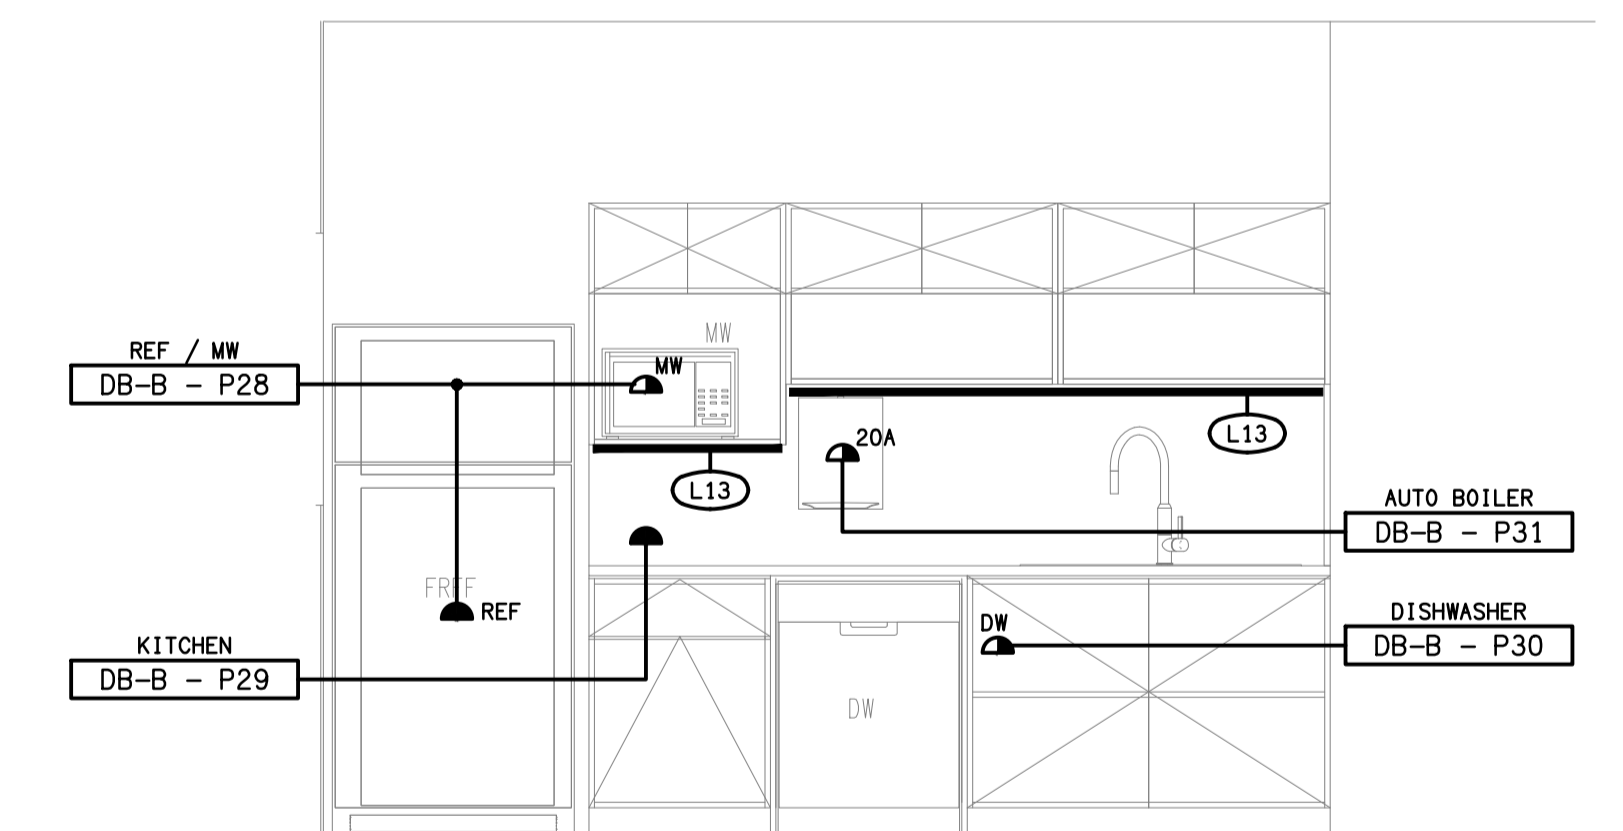 MW
REF / MW
DB-B - P28
MW
20A
L13
L13
AUTO BOILER
DB-B - P31
FREF
REF
DW
DISHWASHER
DB-B - P30
KITCHEN
DB-B - P29
DW